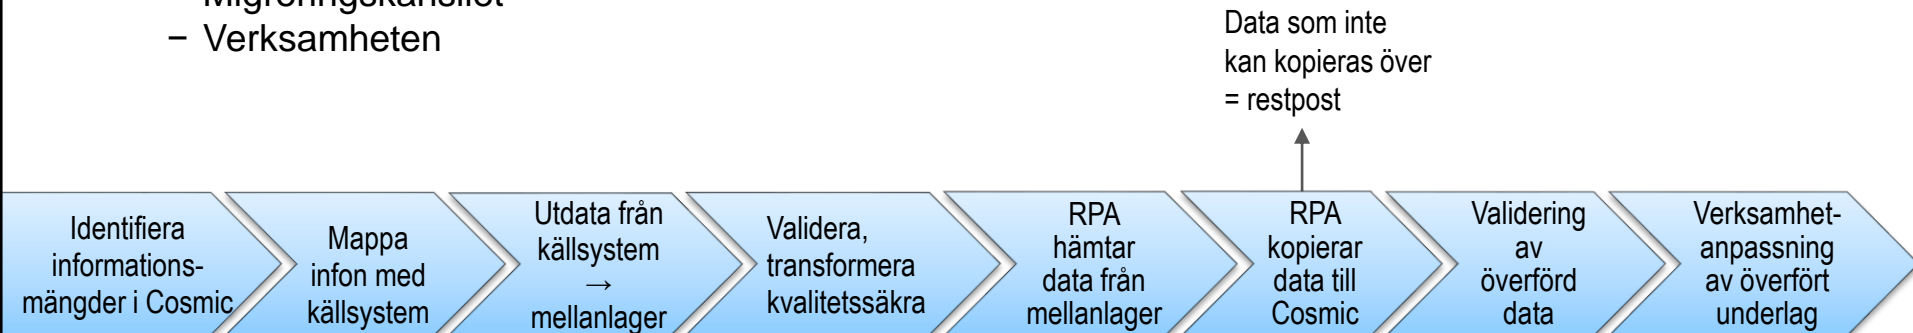 Migreringskansliet
− Verksamheten
Data som inte
kan kopieras över
= restpost
Identifiera
informations-
mängder i Cosmic
Mappa
infon med
källsystem
Utdata från
källsystem
→
mellanlager
Validera,
transformera
kvalitetssäkra
RPA
hämtar
data från
mellanlager
RPA
kopierar
data till
Cosmic
Validering
av
överförd
data
Verksamhet-
anpassning
av överfört
underlag